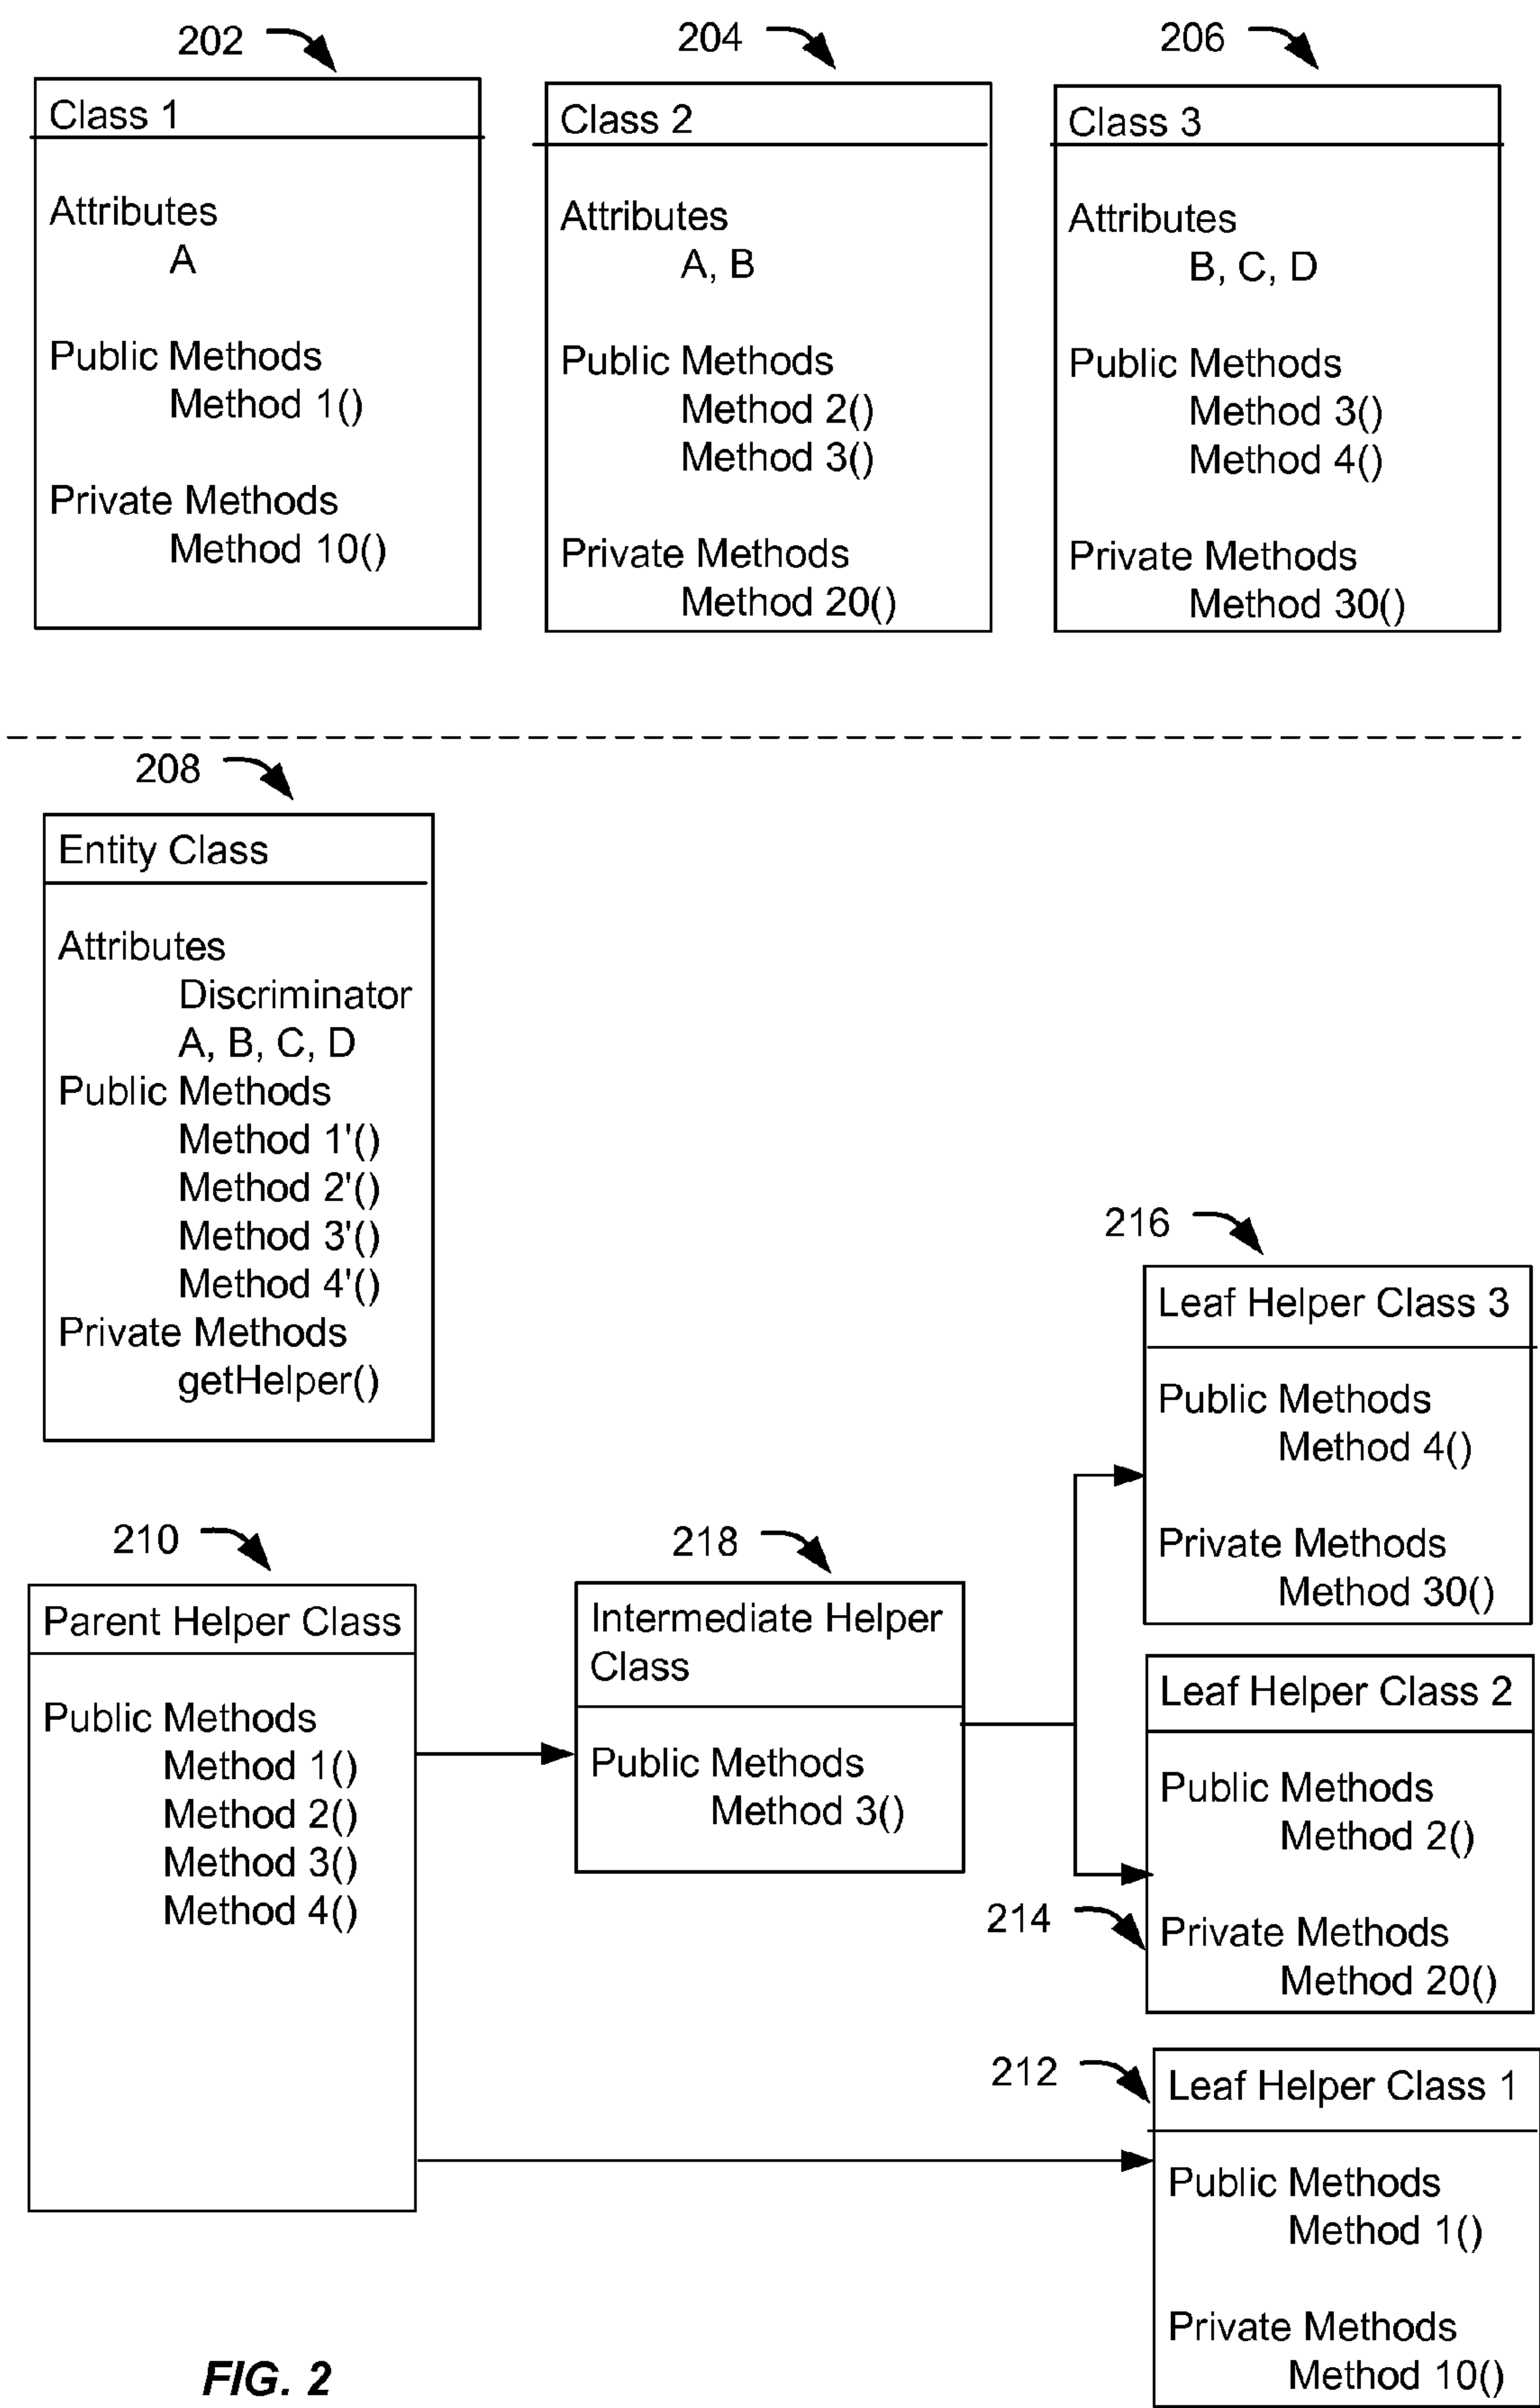 202
Class 1
Attributes
A
Public Methods
Method 1()
Private Methods
Method 10()
204
Class 2
Attributes
A, B
Public Methods
Method 2()
Method 3()
Private Methods
Method 20()
206
Class 3
Attributes
B, C, D
Public Methods
Method 3()
Method 4()
Private Methods
Method 30()
208
Entity Class
Attributes
Discriminator
A, B, C, D
Public Methods
Method 1'()
Method 2'()
Method 3'()
Method 4'()
Private Methods
getHelper()
210
Parent Helper Class
Public Methods
Method 1()
Method 2()
Method 3()
Method 4()
218
Intermediate Helper
Class
Public Methods
Method 3()
216
Leaf Helper Class 3
Public Methods
Method 4()
Private Methods
Method 30()
Leaf Helper Class 2
Public Methods
Method 2()
214
Private Methods
Method 20()
212
Leaf Helper Class 1
Public Methods
Method 1()
Private Methods
Method 10()
FIG. 2